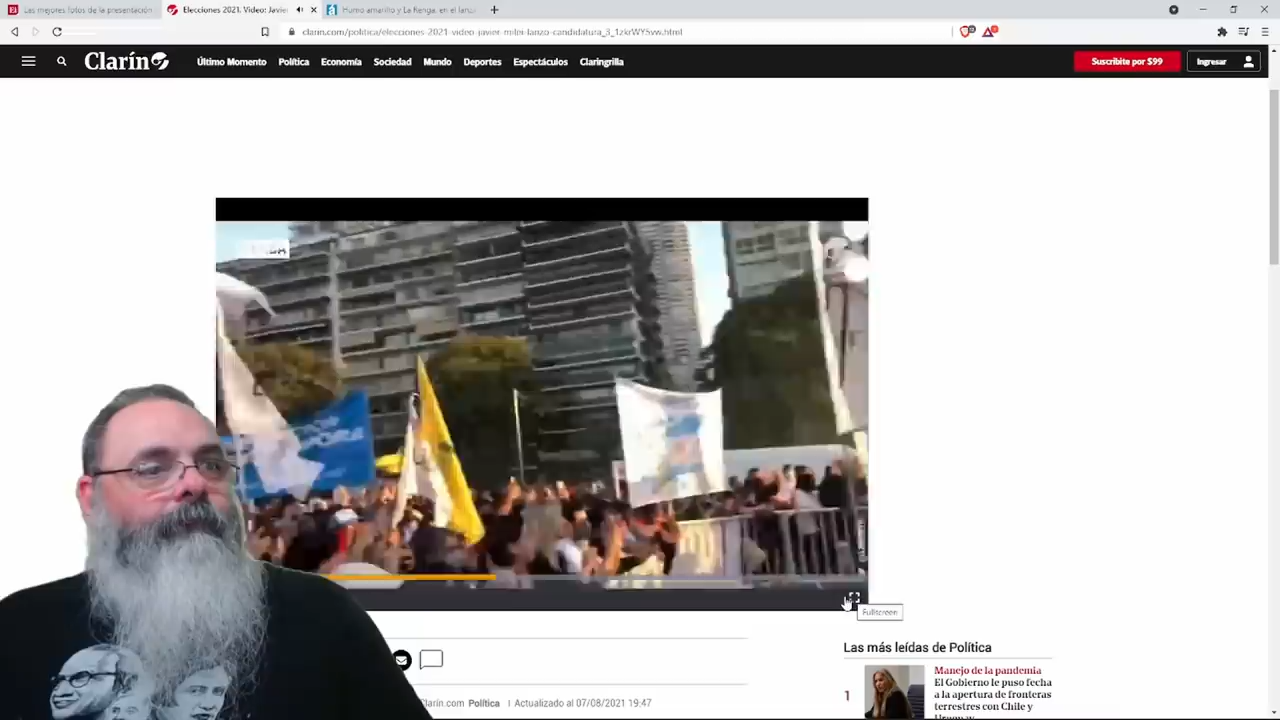 Las mejores fotos de la presentación
Elecciones 2021. Video: Javie
Humo amarillo y La Renga, en el lanz
clarin.com/politica/elecciones-2021-video-javier-milei-lanzo-candidatura_3_1zkrWY5vw.html
Clarín
Último Momento
Política
Economía
Sociedad
Mundo
Deportes
Espectáculos
Claringrilla
Suscribite por $99
Ingresar
Fullscreen
Las más leídas de Política
Clarín.com Política | Actualizado al 07/08/2021 19:47
1
Manejo de la pandemia
El Gobierno le puso fecha
a la apertura de fronteras
terrestres con Chile y